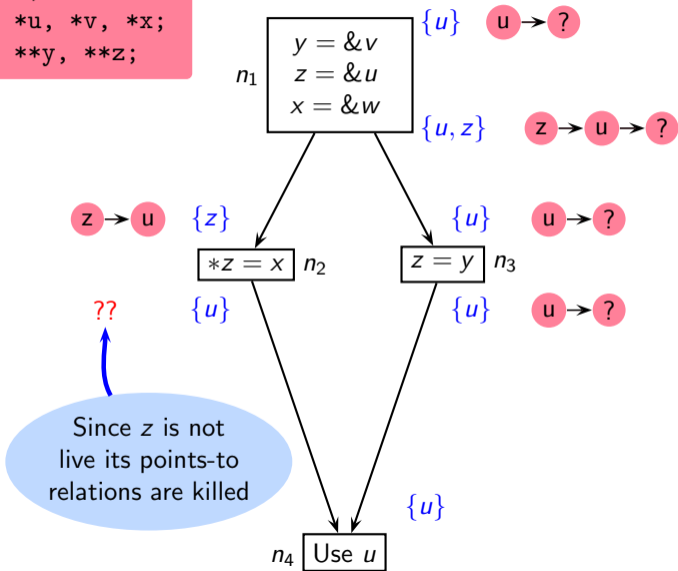 *u, *v, *x;
**y, **z;
{u} u → ?
n₁
y = &v
z = &u
x = &w
{u, z} z → u → ?
z → u {z} {u} u → ?
*z = x n₂ z = y n₃
?? {u} {u} u → ?
Since z is not
live its points-to
relations are killed
{u}
n₄ Use u